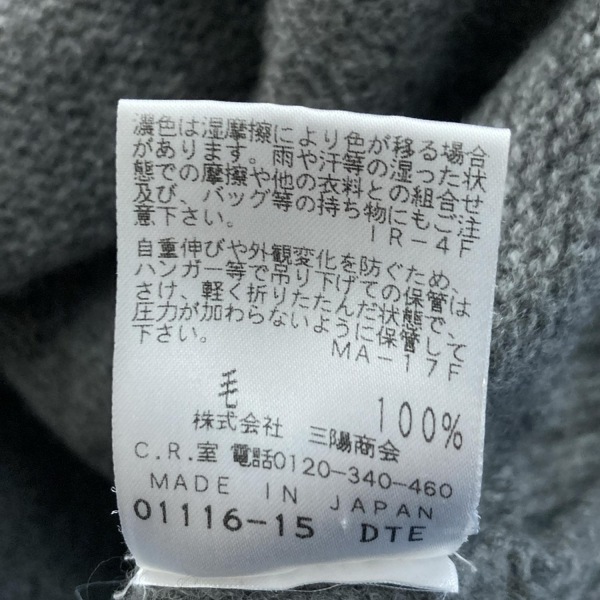 濃色は湿摩擦により色が移る場合
があります。雨や汗等の湿った状
態での摩擦や他の衣料との組合せ
及び、バッグ等の持ち物にもご注
意下さい。
IR-4F
自重伸びや外観変化を防ぐため、
ハンガー等で吊り下げての保管は
さけ、軽く折りたたんだ状態で、
圧力が加わらないように保管して
下さい。
MA-17F
毛 100%
株式会社 三陽商会
C.R.室 電話0120-340-460
MADE IN JAPAN
01116-15 DTE